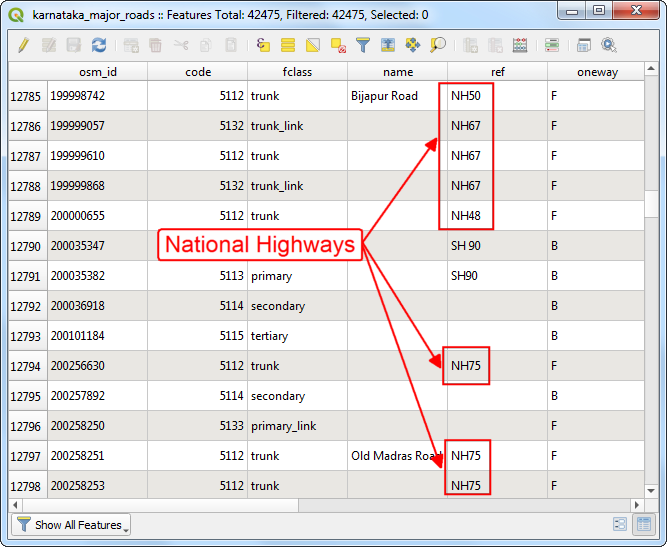 karnataka_major_roads :: Features Total: 42475, Filtered: 42475, Selected: 0
osm_id code fclass name ref oneway
12785 199998742 5112 trunk Bijapur Road NH50 F
12786 199999057 5132 trunk_link NH67 F
12787 199999610 5112 trunk NH67 F
12788 199999868 5132 trunk_link NH67 F
12789 200000655 5112 trunk NH48 F
National Highways
12790 200035347 SH 90 B
12791 200035382 5113 primary SH90 B
12792 200036918 5114 secondary B
12793 200101184 5115 tertiary B
12794 200256630 5112 trunk NH75 F
12795 200257892 5114 secondary B
12796 200258250 5133 primary_link F
12797 200258251 5112 trunk Old Madras Road NH75 F
12798 200258253 5112 trunk NH75 F
Show All Features